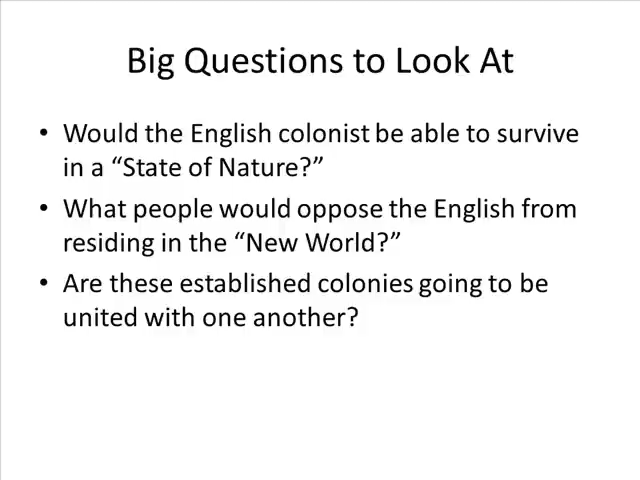 Big Questions to Look At
• Would the English colonist be able to survive
in a “State of Nature?”
• What people would oppose the English from
residing in the “New World?”
• Are these established colonies going to be
united with one another?